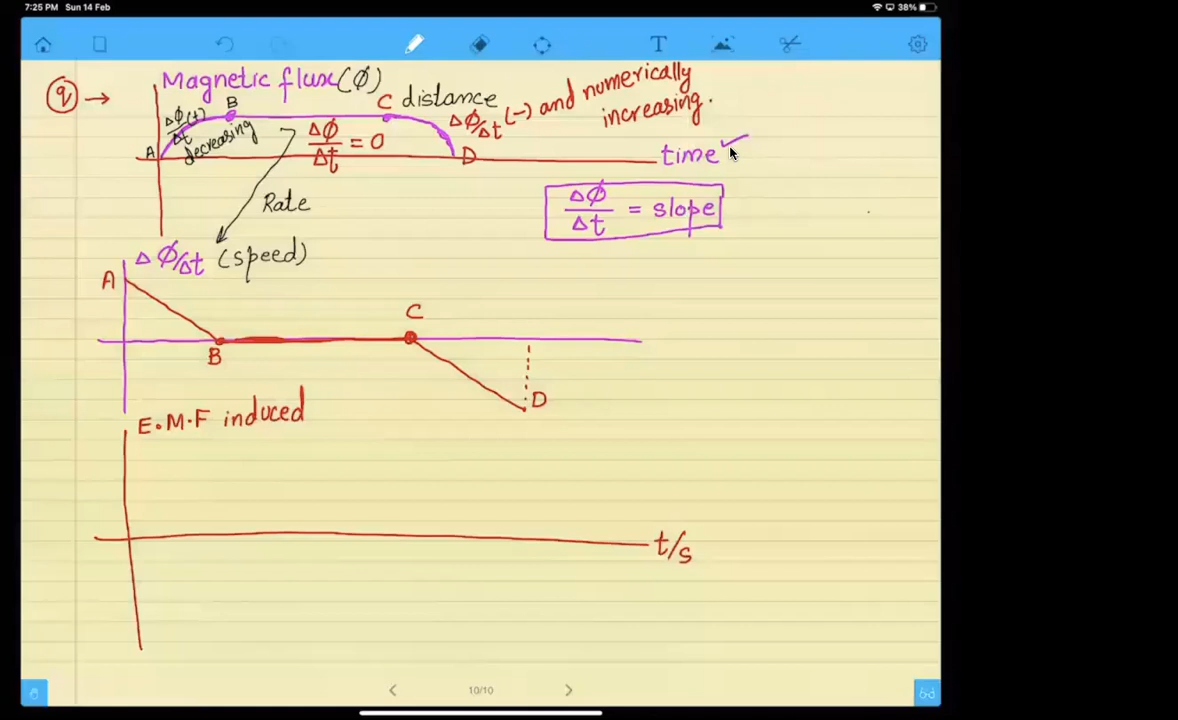 7:25 PM Sun 14 Feb
38%
T
q →
Magnetic flux(Φ)
B
C distance
ΔΦ/Δt (−) and numerically
increasing.
ΔΦ/Δt (t)
decreasing
ΔΦ/Δt = 0
A
D
time ✓
Rate
ΔΦ/Δt = slope
ΔΦ/Δt (speed)
A
C
B
D
E.M.F induced
t/s
10/10